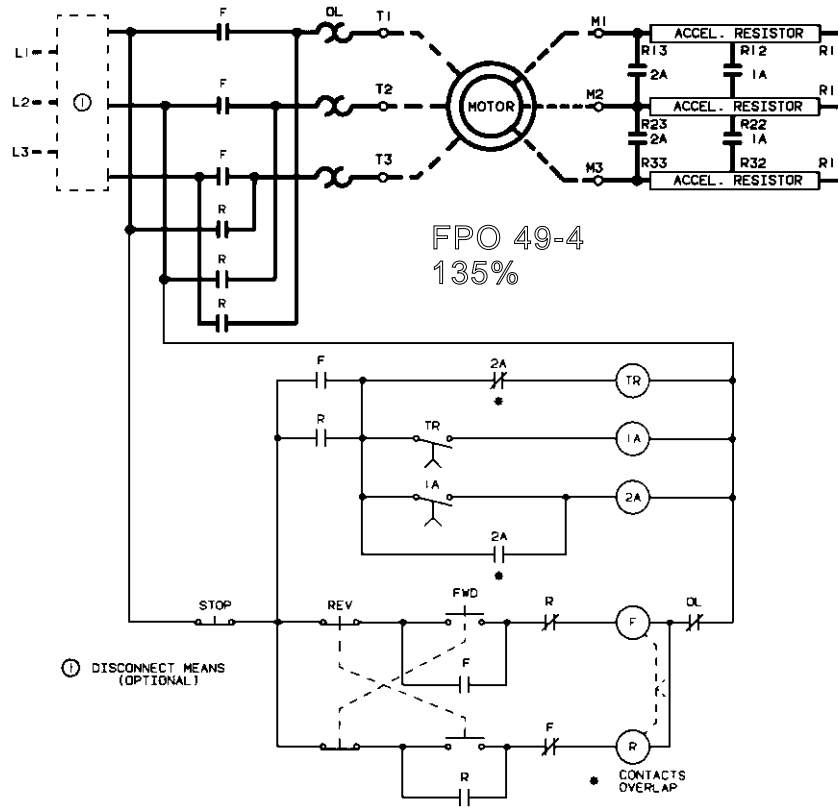 F OL T1 M1 ACCEL. RESISTOR
L1 R13 R12 R1
2A 1A
L2 1 F T2 MOTOR M2 ACCEL. RESISTOR R1
R23 R22
2A 1A
L3 F T3 M3 R33 R32 R1
ACCEL. RESISTOR
R
R
R
FPO 49-4
135%
F 2A TR
*
R TR 1A
1A 2A
2A
*
STOP REV FWD R F OL
F
1 DISCONNECT MEANS
(OPTIONAL)
F R
R
* CONTACTS
OVERLAP